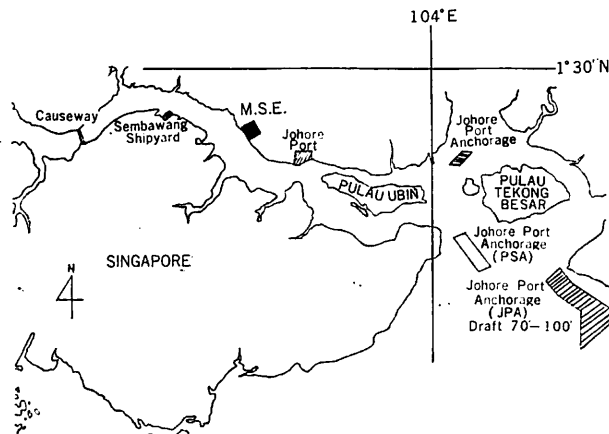 104°E
1°30'N
Causeway
Sembawang
Shipyard
M.S.E.
Johore
Port
Johore
Port
Anchorage
PULAU UBIN
PULAU
TEKONG
BESAR
SINGAPORE
N
Johore Port
Anchorage
(PSA)
Johore Port
Anchorage
(JPA)
Draft 70'-100'